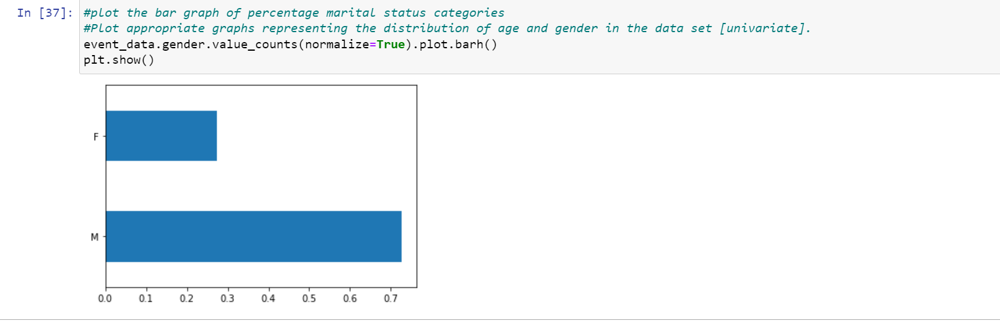 In [37]: #plot the bar graph of percentage marital status categories
#Plot appropriate graphs representing the distribution of age and gender in the data set [univariate].
event_data.gender.value_counts(normalize=True).plot.barh()
plt.show()
F
M
0.0 0.1 0.2 0.3 0.4 0.5 0.6 0.7